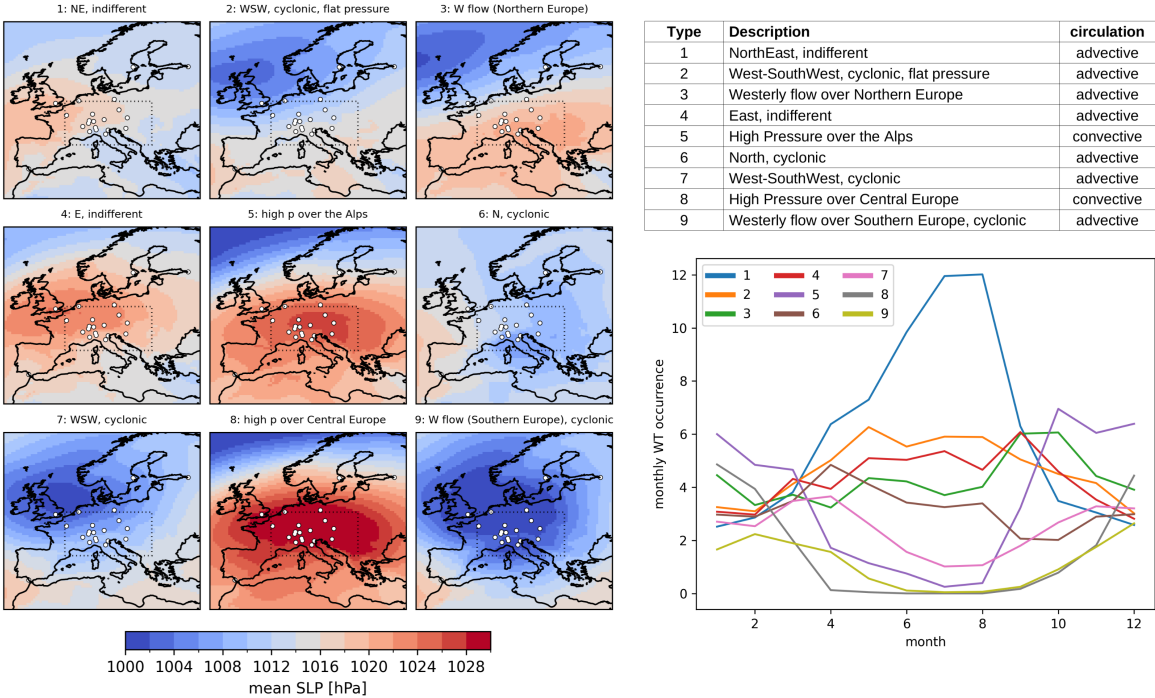 1: NE, indifferent
2: WSW, cyclonic, flat pressure
3: W flow (Northern Europe)
4: E, indifferent
5: high p over the Alps
6: N, cyclonic
7: WSW, cyclonic
8: high p over Central Europe
9: W flow (Southern Europe), cyclonic
1000 1004 1008 1012 1016 1020 1024 1028
mean SLP [hPa]
Type Description circulation
1 NorthEast, indifferent advective
2 West-SouthWest, cyclonic, flat pressure advective
3 Westerly flow over Northern Europe advective
4 East, indifferent advective
5 High Pressure over the Alps convective
6 North, cyclonic advective
7 West-SouthWest, cyclonic advective
8 High Pressure over Central Europe convective
9 Westerly flow over Southern Europe, cyclonic advective
1 4 7
2 5 8
3 6 9
12
10
8
6
4
2
0
monthly WT occurrence
2 4 6 8 10 12
month